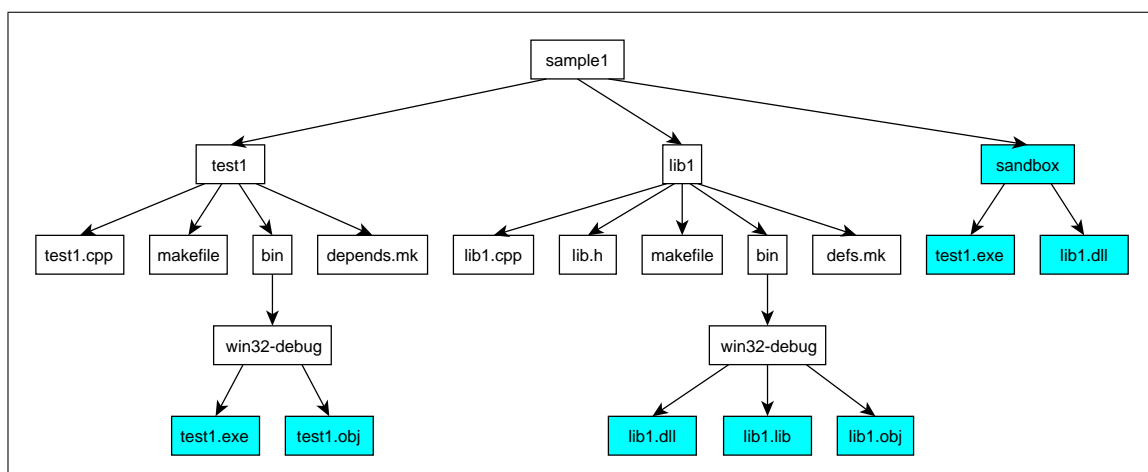 sample1
test1
lib1
sandbox
test1.cpp
makefile
bin
depends.mk
lib1.cpp
lib.h
makefile
bin
defs.mk
test1.exe
lib1.dll
win32-debug
win32-debug
test1.exe
test1.obj
lib1.dll
lib1.lib
lib1.obj